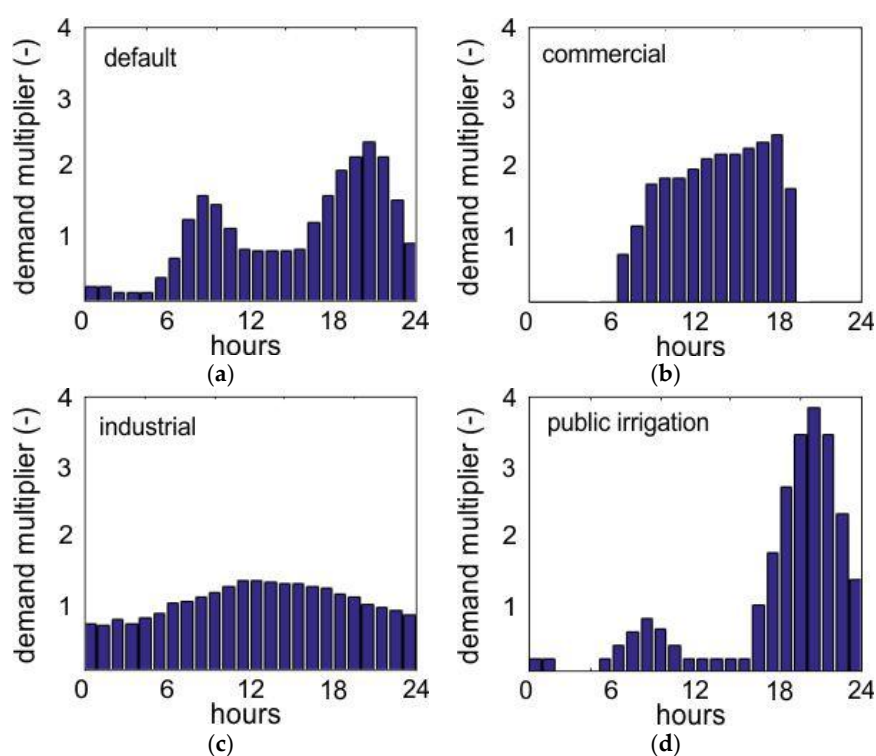 demand multiplier (-)
4
3
2
1
default
0 6 12 18 24
hours
(a)
demand multiplier (-)
4
3
2
1
commercial
0 6 12 18 24
hours
(b)
demand multiplier (-)
4
3
2
1
industrial
0 6 12 18 24
hours
(c)
demand multiplier (-)
4
3
2
1
public irrigation
0 6 12 18 24
hours
(d)